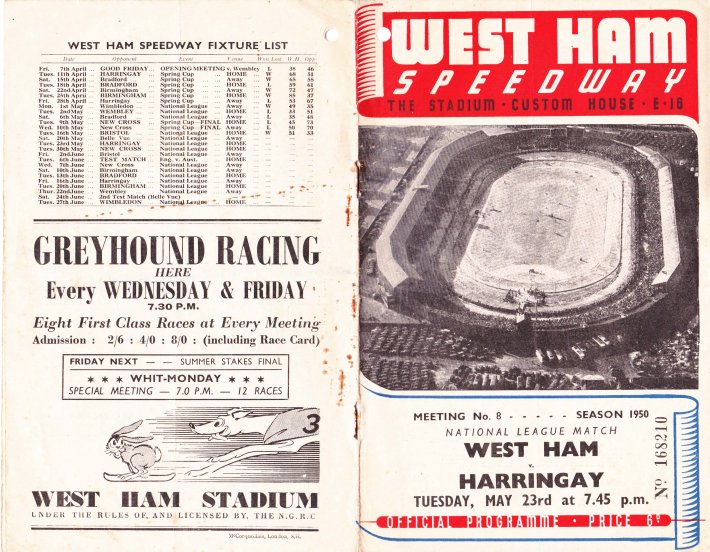 WEST HAM SPEEDWAY FIXTURE LIST
Date Opponent Event Venue Won Lost W.H. Opp.
Fri. 7th April .. GOOD FRIDAY .. OPENING MEETING v. Wembley L 38 46
Tues. 11th April .. HARRINGAY .. Spring Cup .. HOME .. W 68 51
Sat. 15th April .. Bradford .. Spring Cup .. Away .. W 65 55
Tues. 18th April .. BRADFORD .. Spring Cup .. HOME .. L 59 61
Sat. 22nd April .. Birmingham .. Spring Cup .. Away .. W 72 47
Tues. 25th April .. BIRMINGHAM .. Spring Cup .. HOME .. W 83 37
Fri. 28th April .. Harringay .. Spring Cup .. Away .. L 53 67
Mon. 1st May .. Wimbledon .. National League .. Away .. W 49 35
Tues. 2nd May .. WEMBLEY .. National League .. HOME .. L 33 51
Sat. 6th May .. Bradford .. National League .. Away .. L 35 48
Tues. 9th May .. NEW CROSS .. Spring Cup—FINAL .. HOME .. L 45 73
Wed. 10th May .. New Cross .. Spring Cup—FINAL .. Away .. L 50 70
Tues. 16th May .. BRISTOL .. National League .. HOME .. W 51 33
Sat. 20th May .. Belle Vue .. National League .. Away ..
Tues. 23rd May .. HARRINGAY .. National League .. HOME ..
Tues. 30th May .. NEW CROSS .. National League .. HOME ..
Fri. 2nd June .. Bristol .. National League .. Away ..
Tues. 6th June .. TEST MATCH .. Eng. v. Aust. .. HOME ..
Wed. 7th June .. New Cross .. National League .. Away ..
Sat. 10th June .. Birmingham .. National League .. Away ..
Tues. 13th June .. BRADFORD .. National League .. HOME ..
Fri. 16th June .. Harringay .. National League .. Away ..
Tues. 20th June .. BIRMINGHAM .. National League .. HOME ..
Thur. 22nd June .. Wembley .. National League .. Away ..
Sat. 24th June .. 2nd Test Match (Belle Vue)
Tues. 27th June .. WIMBLEDON .. National League .. HOME ..
GREYHOUND RACING
HERE
Every WEDNESDAY & FRIDAY
7.30 P.M.
Eight First Class Races at Every Meeting
Admission : 2/6 : 4/0 : 8/0 : (including Race Card)
FRIDAY NEXT — — SUMMER STAKES FINAL
★ ★ ★ WHIT-MONDAY ★ ★ ★
SPECIAL MEETING — 7.0 P.M. — 12 RACES
3
WEST HAM STADIUM
UNDER THE RULES OF, AND LICENSED BY, THE N.G.R.C
McCorquodale, London, S.E.
WEST HAM
SPEEDWAY
THE STADIUM · CUSTOM HOUSE · E·16
MEETING No. 8 - - - - - SEASON 1950
NATIONAL LEAGUE MATCH
WEST HAM
v.
HARRINGAY
TUESDAY, MAY 23rd at 7.45 p.m.
Nº 168210
OFFICIAL PROGRAMME · PRICE 6d